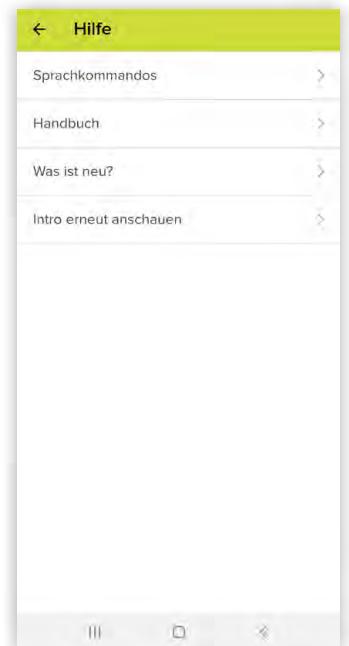 Hilfe
Sprachkommandos
Handbuch
Was ist neu?
Intro erneut anschauen